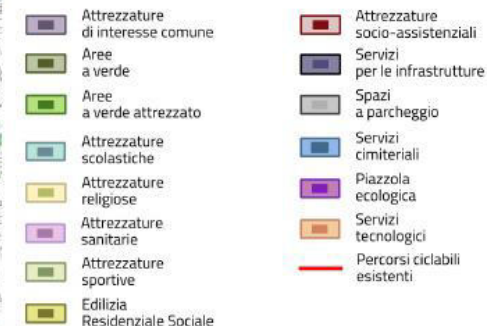 Attrezzature
di interesse comune
Aree
a verde
Aree
a verde attrezzato
Attrezzature
scolastiche
Attrezzature
religiose
Attrezzature
sanitarie
Attrezzature
sportive
Edilizia
Residenziale Sociale
Attrezzature
socio-assistenziali
Servizi
per le infrastrutture
Spazi
a parcheggio
Servizi
cimiteriali
Piazzola
ecologica
Servizi
tecnologici
Percorsi ciclabili
esistenti